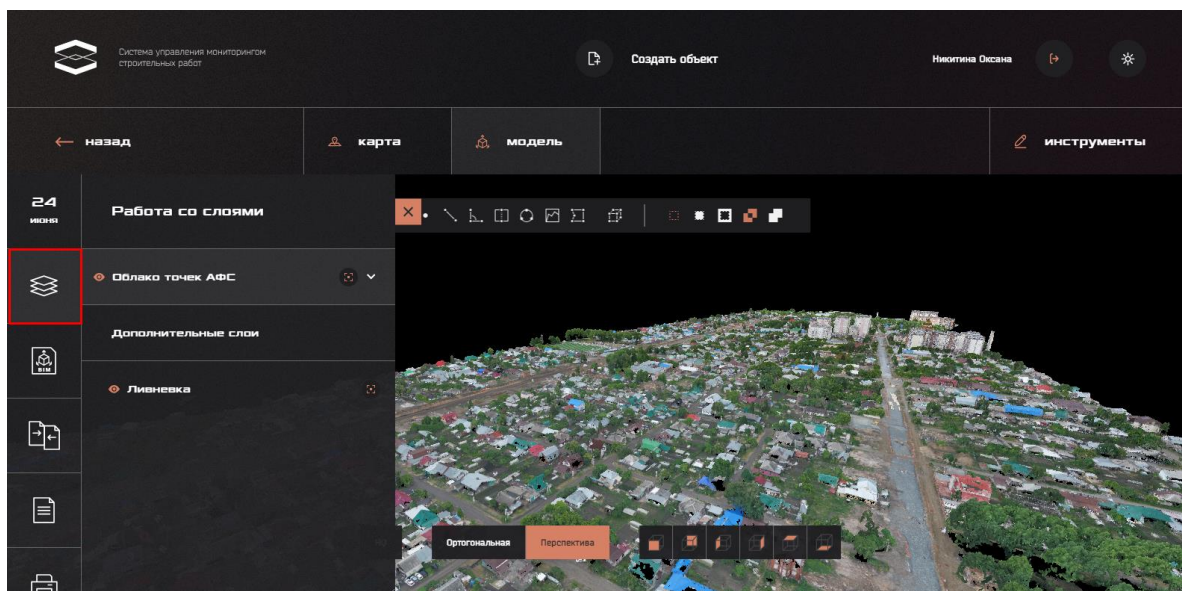 Система управления мониторингом
строительных работ
Создать объект
Никитина Оксана
назад
карта
модель
инструменты
24
июня
Работа со слоями
Облако точек АФС
Дополнительные слои
BIM
Ливневка
Ортогональная
Перспектива